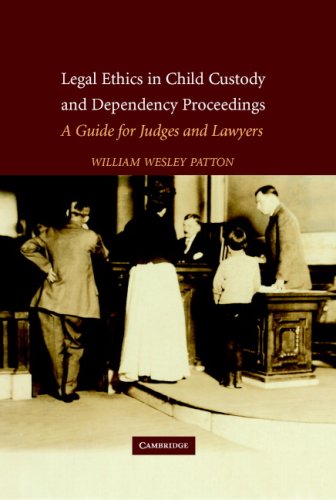 Legal Ethics in Child Custody
and Dependency Proceedings
A Guide for Judges and Lawyers
WILLIAM WESLEY PATTON
CAMBRIDGE